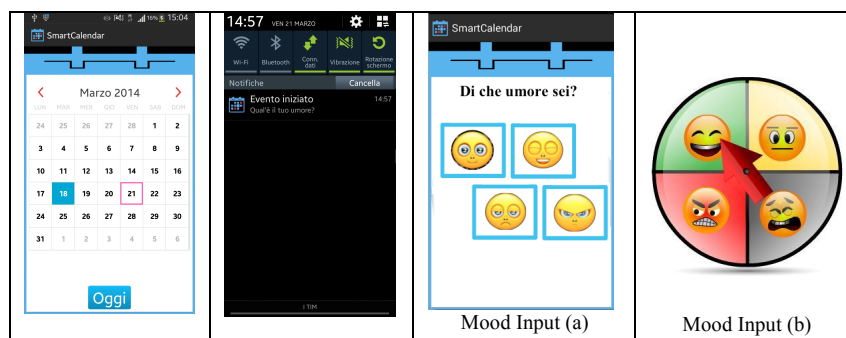 16% 15:04
SmartCalendar
Marzo 2014
LUN MAR MER GIO VEN SAB DOM
24 25 26 27 28 1 2
3 4 5 6 7 8 9
10 11 12 13 14 15 16
17 18 19 20 21 22 23
24 25 26 27 28 29 30
31 1 2 3 4 5 6
Oggi
14:57 VEN 21 MARZO
Wi-Fi Bluetooth Conn. dati Vibrazione Rotazione schermo
Notifiche Cancella
Evento iniziato 14:57
Qual'è il tuo umore?
I TIM
SmartCalendar
Di che umore sei?
Mood Input (a)
Mood Input (b)